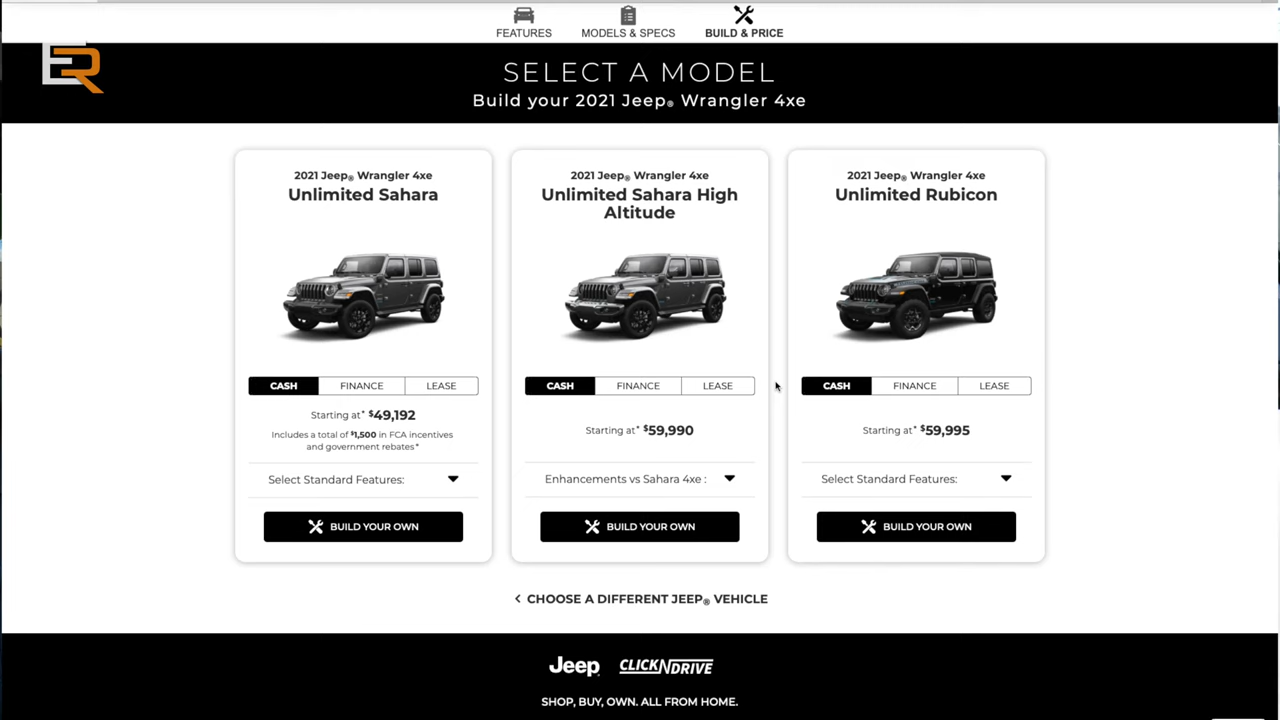 FEATURES
MODELS & SPECS
BUILD & PRICE
ER
SELECT A MODEL
Build your 2021 Jeep® Wrangler 4xe
2021 Jeep® Wrangler 4xe
Unlimited Sahara
CASH
FINANCE
LEASE
Starting at* $49,192
Includes a total of $1,500 in FCA incentives
and government rebates*
Select Standard Features:
BUILD YOUR OWN
2021 Jeep® Wrangler 4xe
Unlimited Sahara High
Altitude
CASH
FINANCE
LEASE
Starting at* $59,990
Enhancements vs Sahara 4xe :
BUILD YOUR OWN
2021 Jeep® Wrangler 4xe
Unlimited Rubicon
CASH
FINANCE
LEASE
Starting at* $59,995
Select Standard Features:
BUILD YOUR OWN
< CHOOSE A DIFFERENT JEEP® VEHICLE
Jeep
CLICKNDRIVE
SHOP, BUY, OWN. ALL FROM HOME.